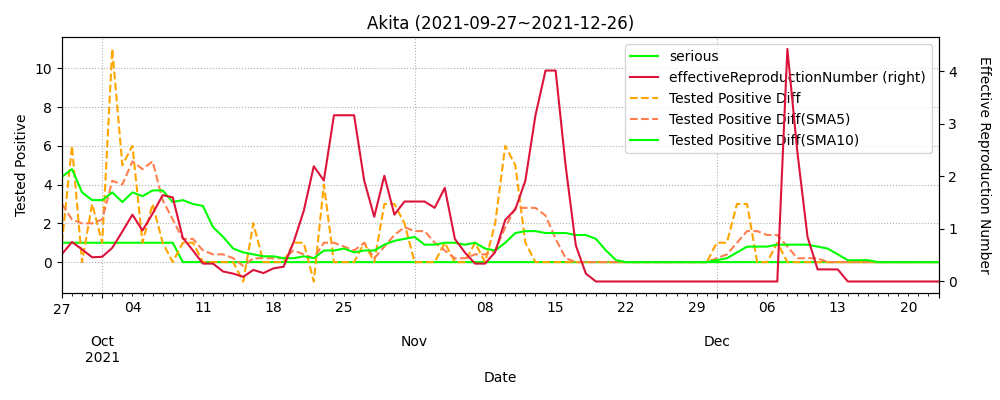 Akita (2021-09-27~2021-12-26)
serious
effectiveReproductionNumber (right)
Tested Positive Diff
Tested Positive Diff(SMA5)
Tested Positive Diff(SMA10)
Tested Positive
10
8
6
4
2
0
4
3
2
1
0
Effective Reproduction Number
27 04 11 18 25 08 15 22 29 06 13 20
Oct Nov Dec
2021
Date